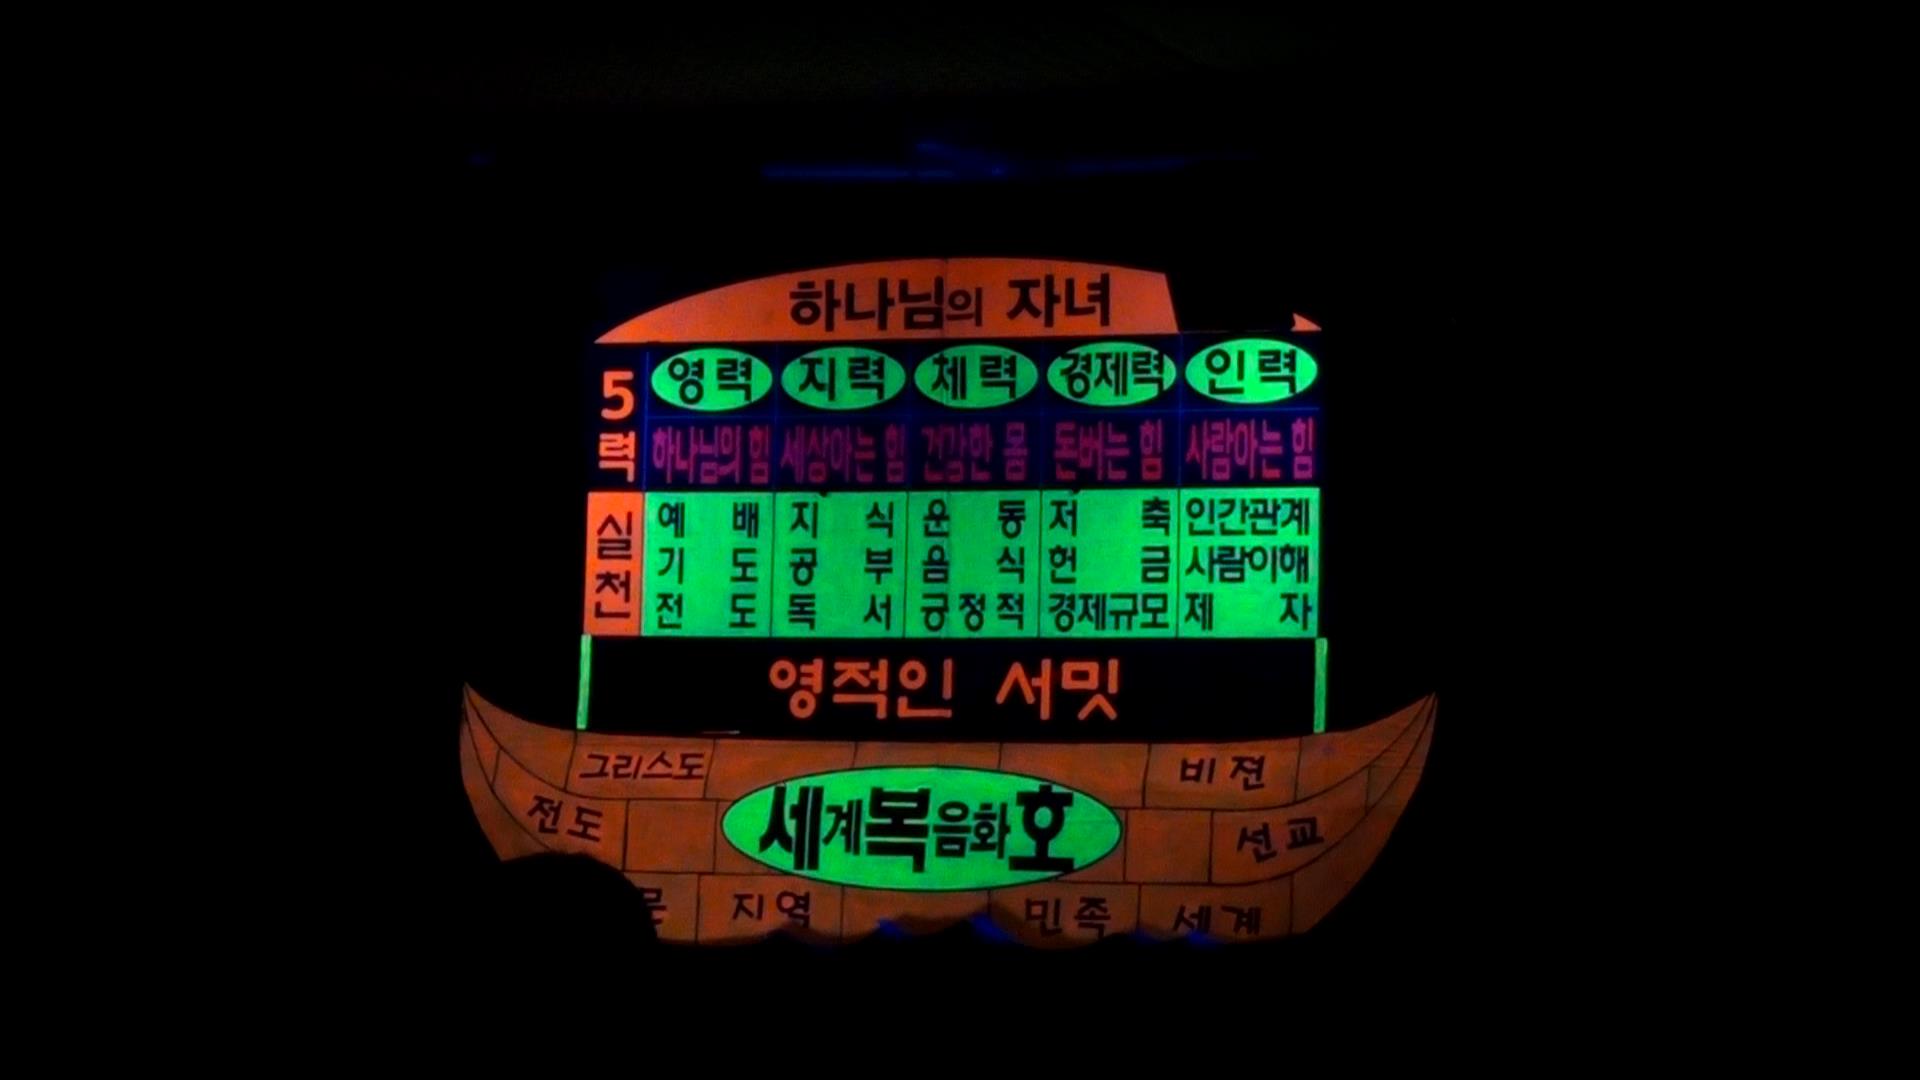 하나님의 자녀
5력 영력 지력 체력 경제력 인력
하나님의 힘 세상아는 힘 건강한 몸 돈버는 힘 사람아는 힘
실천
예배 지식 운동 저축 인간관계
기도 공부 음식 헌금 사람이해
전도 독서 긍정적 경제규모 제자
영적인 서밋
그리스도 비젼
전도 세계복음화호 선교
지역 민족 세계